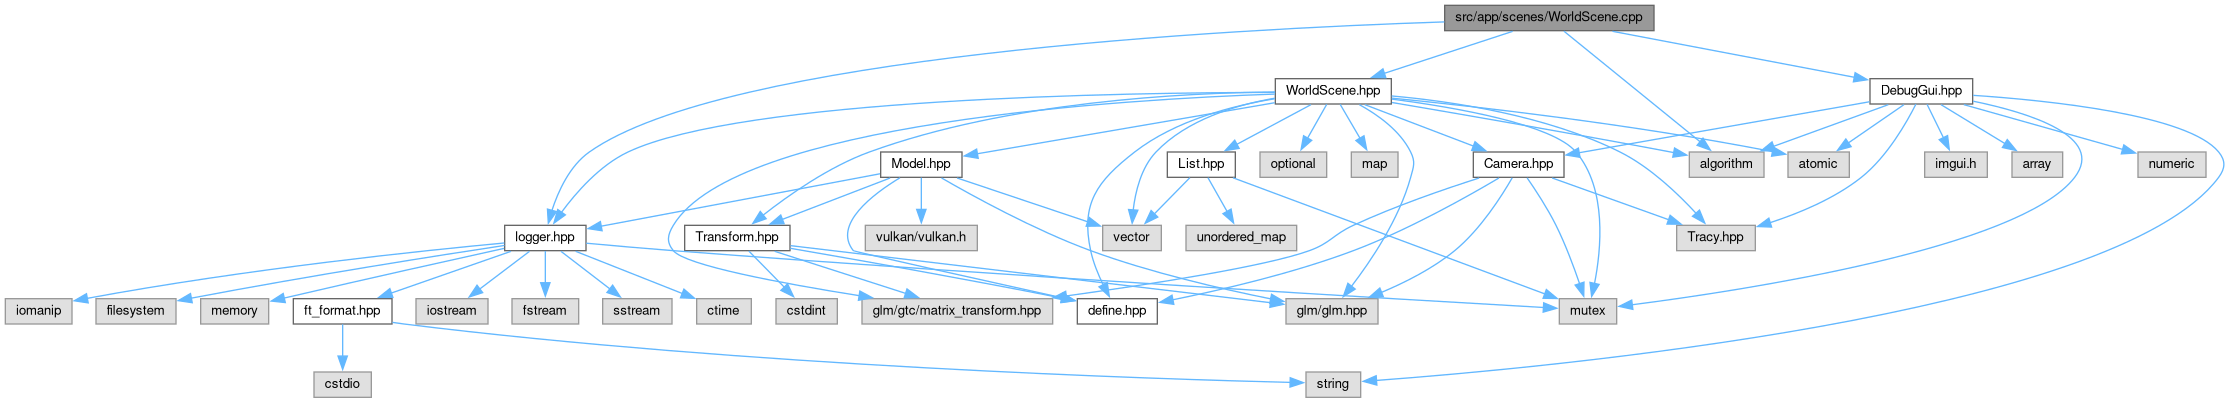 src/app/scenes/WorldScene.cpp
WorldScene.hpp
DebugGui.hpp
Model.hpp
List.hpp
optional
map
Camera.hpp
algorithm
atomic
imgui.h
array
numeric
logger.hpp
Transform.hpp
vulkan/vulkan.h
vector
unordered_map
Tracy.hpp
iomanip
filesystem
memory
ft_format.hpp
iostream
fstream
sstream
ctime
cstdint
glm/gtc/matrix_transform.hpp
define.hpp
glm/glm.hpp
mutex
cstdio
string